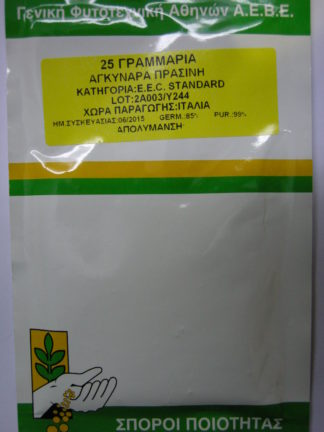 Γενική Φυτοτεχνική Αθηνών Α.Ε.Β.Ε.
25 ΓΡΑΜΜΑΡΙΑ
ΑΓΚΥΝΑΡΑ ΠΡΑΣΙΝΗ
ΚΑΤΗΓΟΡΙΑ:E.E.C. STANDARD
LOT:2A003/Y244
ΧΩΡΑ ΠΑΡΑΓΩΓΗΣ:ΙΤΑΛΙΑ
ΗΜ.ΣΥΣΚΕΥΑΣΙΑΣ:06/2015 GERM.:85% PUR.:99%
ΑΠΟΛΥΜΑΝΣΗ:
ΣΠΟΡΟΙ ΠΟΙΟΤΗΤΑΣ